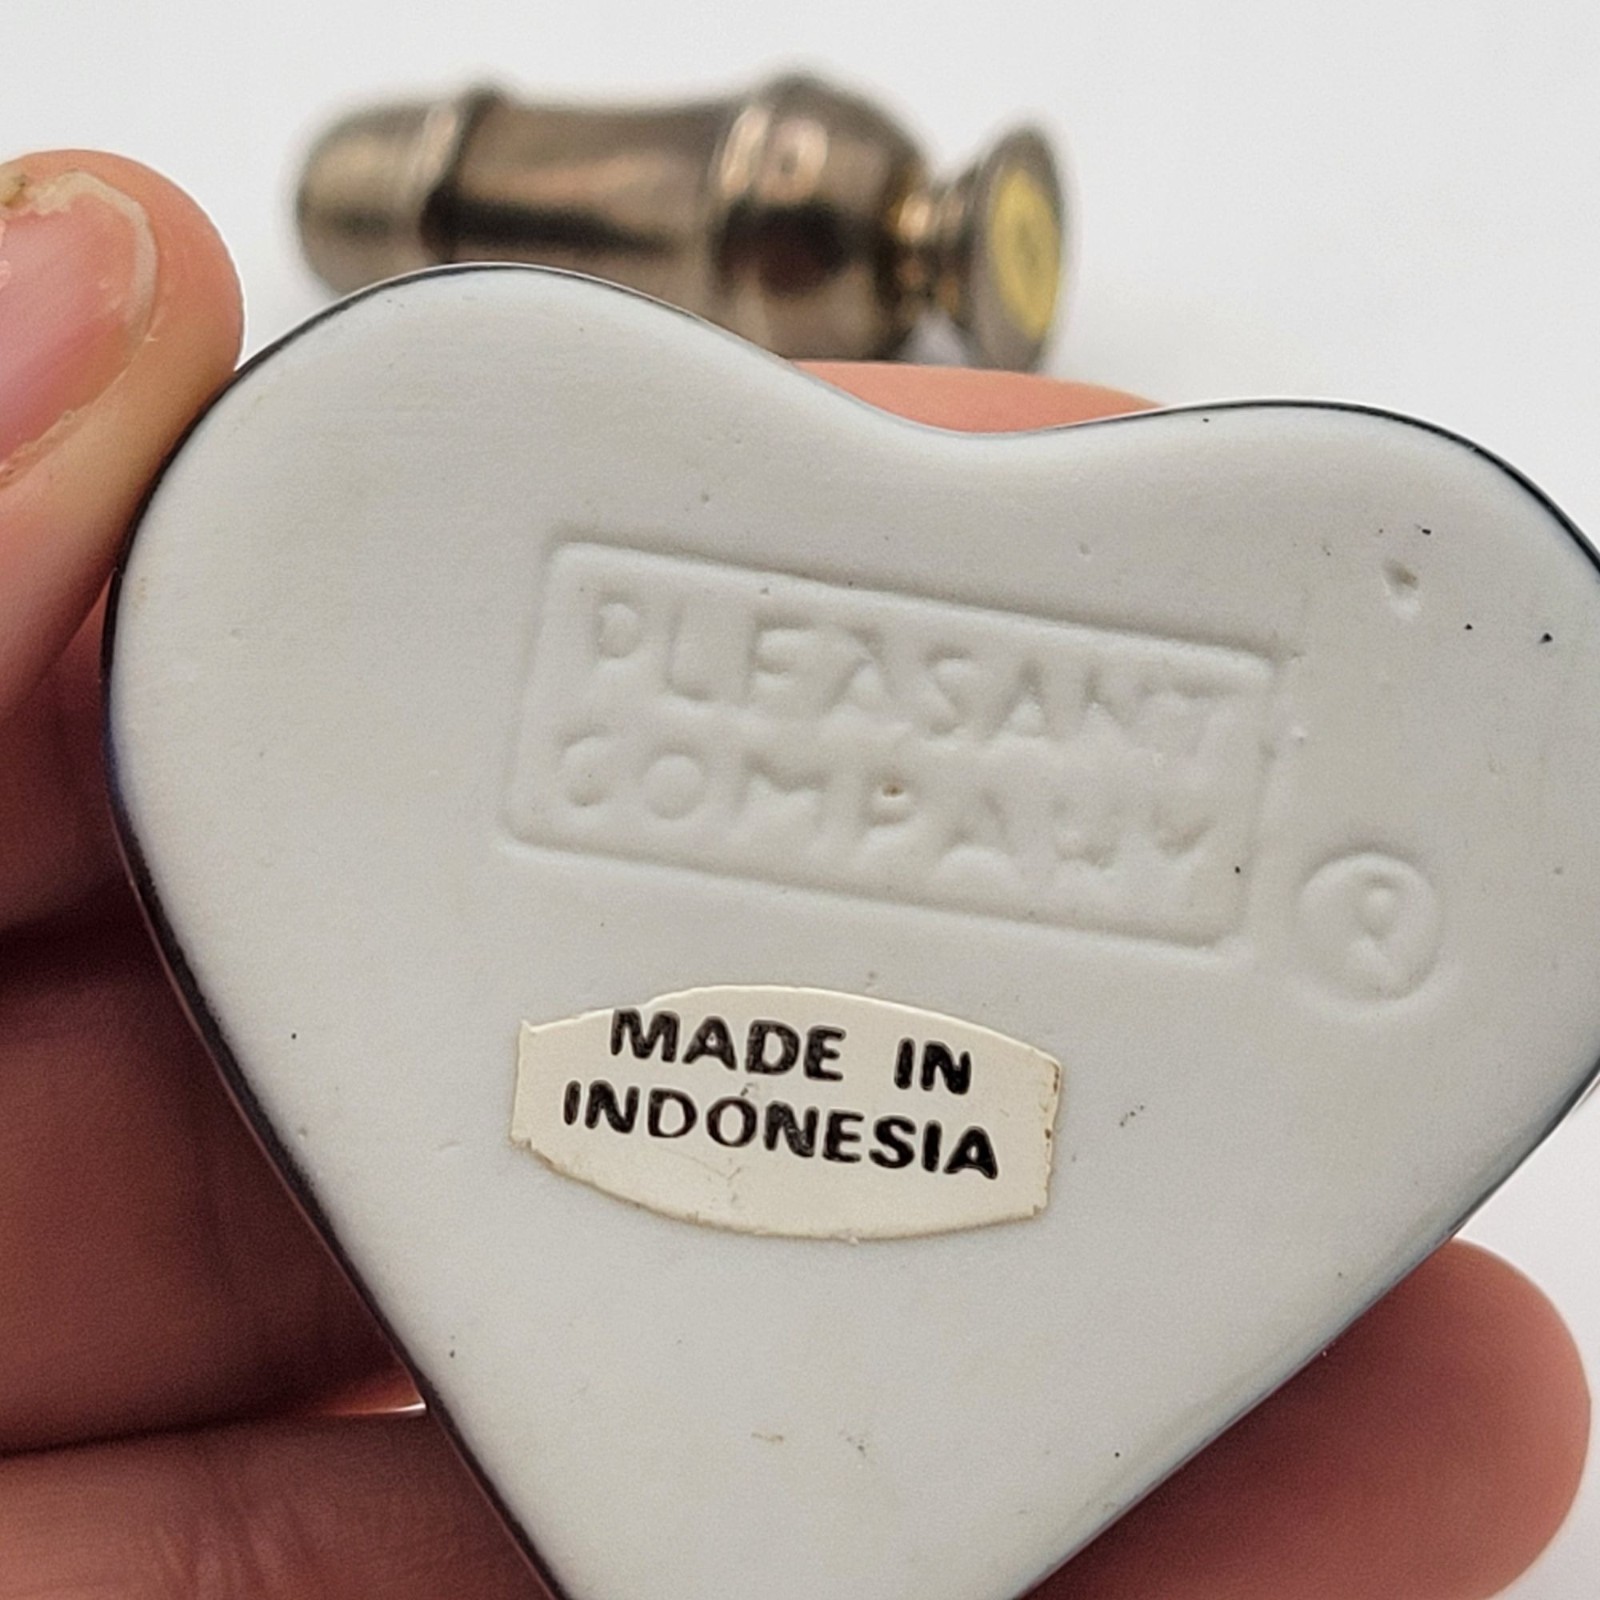 PLEASANT
COMPANY
®
MADE IN
INDONESIA